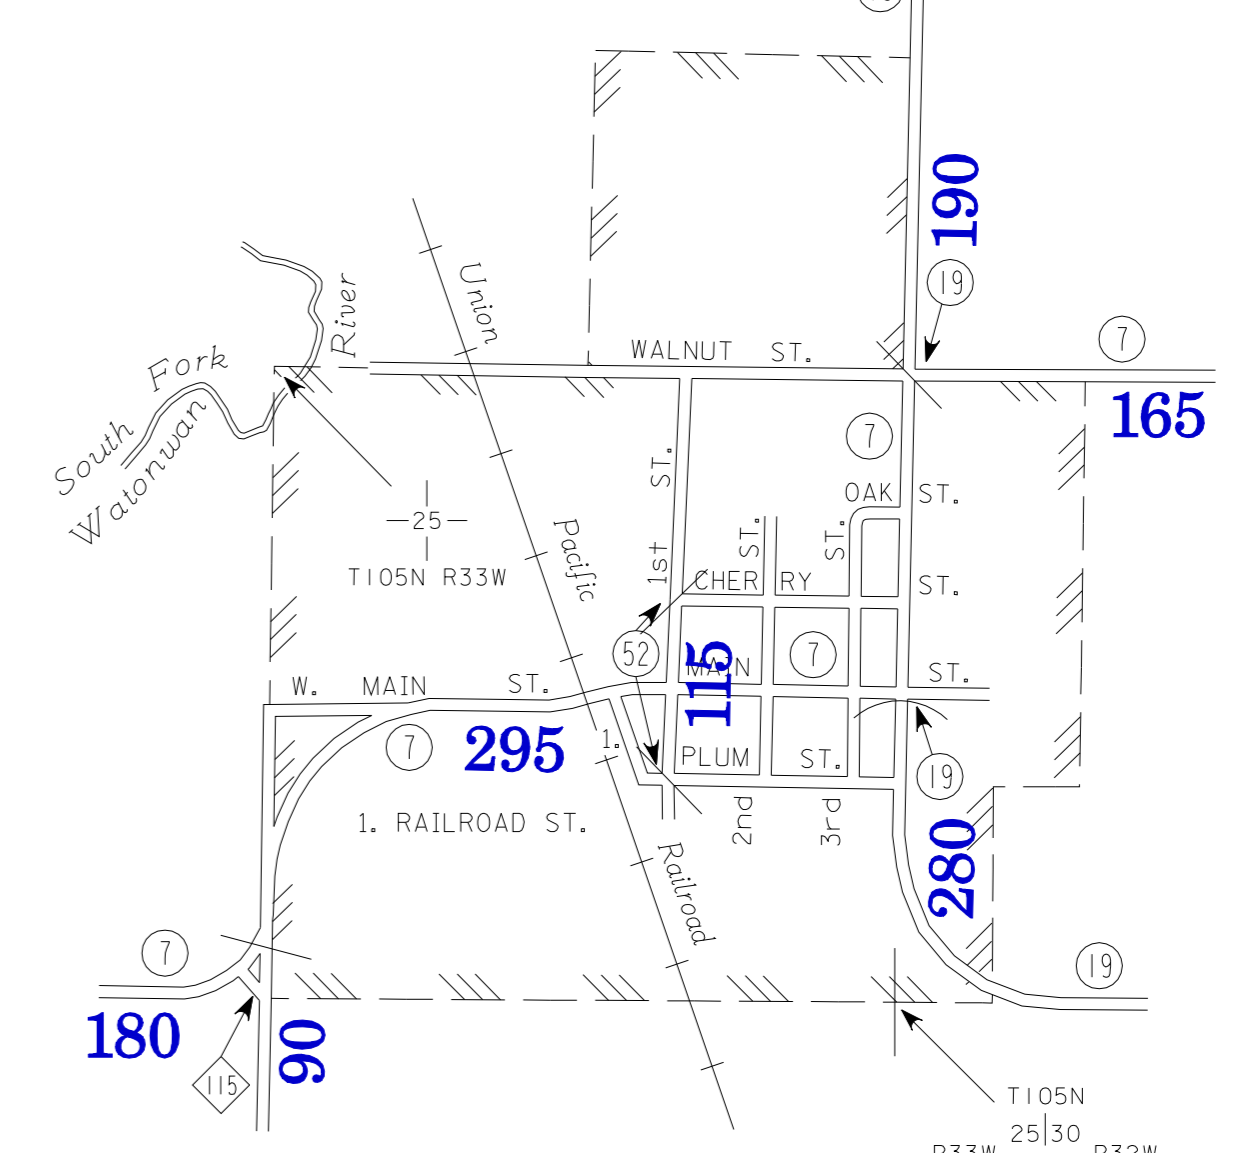 190
19
WALNUT ST.
7
165
Union
River
South Fork
Watonwan
7
OAK ST.
1st ST.
ST.
ST.
25
T105N R33W
Pacific
CHERRY ST.
52
115
MAIN ST.
7
W. MAIN ST.
7
295
1.
PLUM ST.
19
1. RAILROAD ST.
2nd
3rd
280
Railroad
7
19
180
90
115
T105N
25 30
R33W R32W